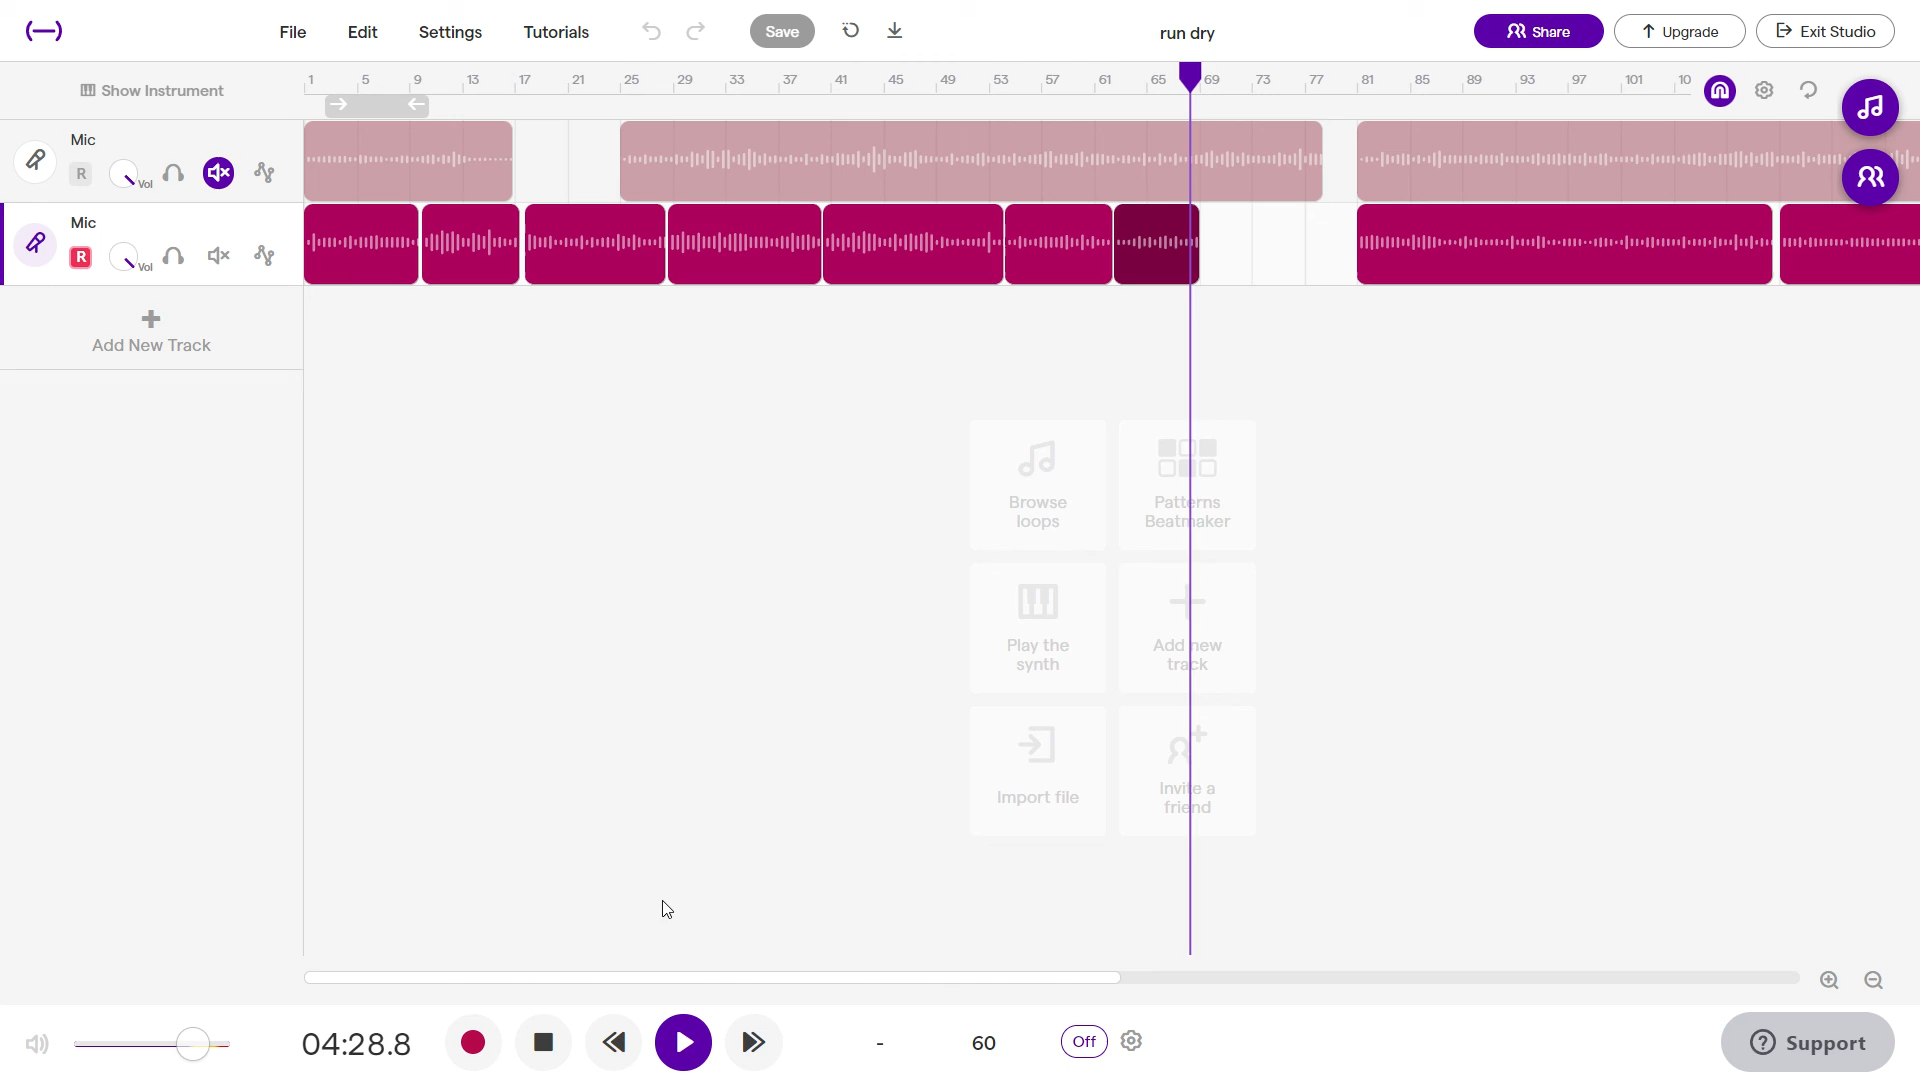 File Edit Settings Tutorials Save run dry Share Upgrade Exit Studio
Show Instrument
1 5 9 13 17 21 25 29 33 37 41 45 49 53 57 61 65 69 73 77 81 85 89 93 97 101 10
Mic
R Vol
Mic
R Vol
Add New Track
Browse
loops
Patterns
Beatmaker
Play the
synth
Add new
track
Import file
Invite a
friend
04:28.8 - 60 Off Support